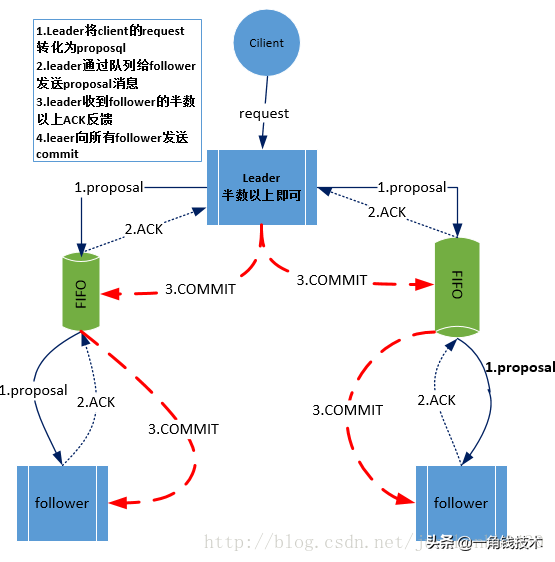 1.Leader将client的request
转化为proposql
2.leader通过队列给follower
发送proposal消息
3.leader收到follower的半数
以上ACK反馈
4.leaer向所有follower发送
commit
Cilient
request
Leader
半数以上即可
1.proposal
1.proposal
2.ACK
2.ACK
FIFO
FIFO
3.COMMIT
3.COMMIT
1.proposal
1.proposal
2.ACK
2.ACK
3.COMMIT
3.COMMIT
follower
follower
http://blog.csdn.net/j
头条 @一角钱技术